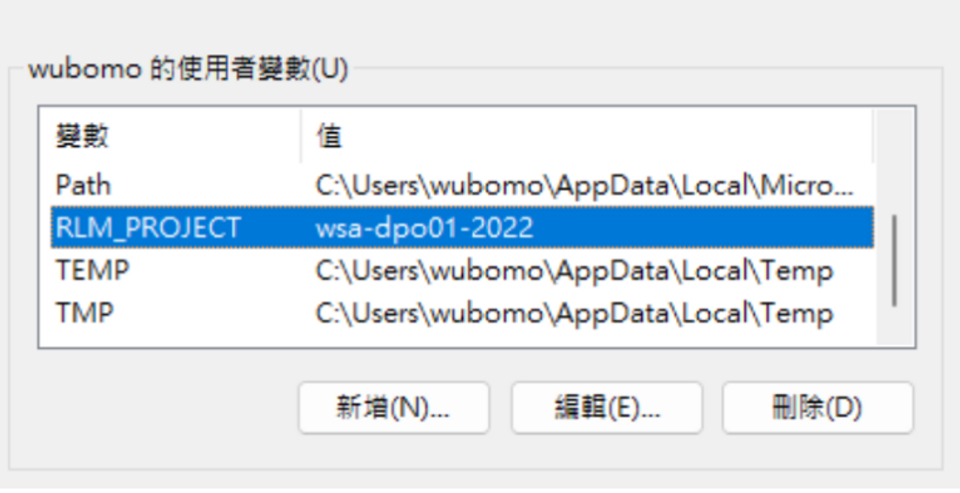 wubomo 的使用者變數(U)
變數 值
Path C:\Users\wubomo\AppData\Local\Micro...
RLM_PROJECT wsa-dpo01-2022
TEMP C:\Users\wubomo\AppData\Local\Temp
TMP C:\Users\wubomo\AppData\Local\Temp
新增(N)... 編輯(E)... 刪除(D)